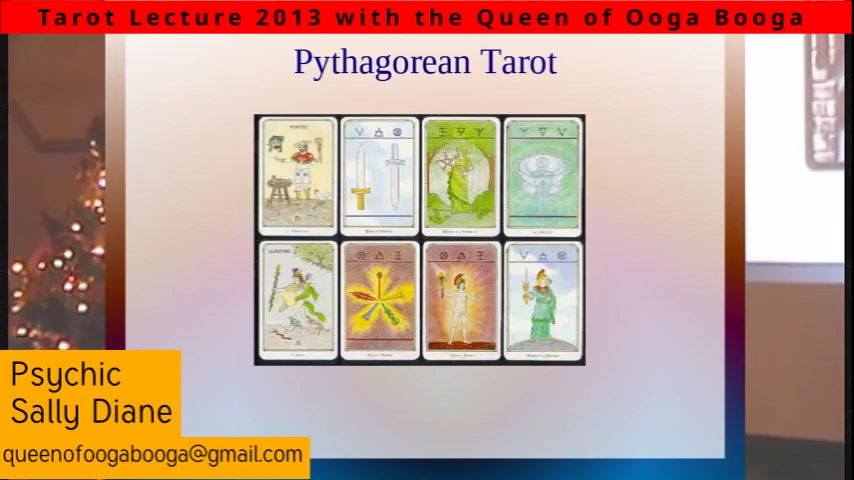 Tarot Lecture 2013 with the Queen of Ooga Booga
Pythagorean Tarot
Psychic
Sally Diane
queenofoogabooga@gmail.com